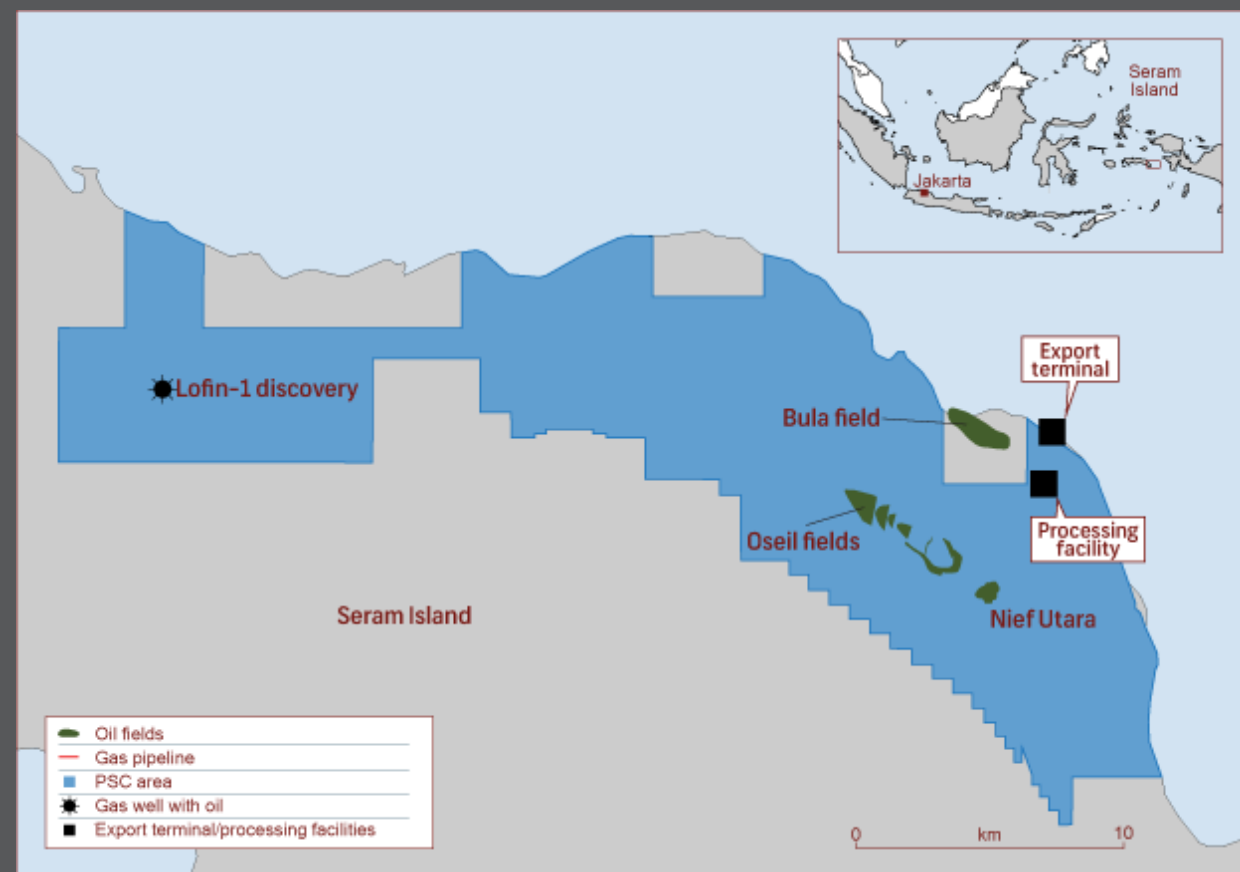 Seram
Island
Jakarta
Export
terminal
Lofin-1 discovery
Bula field
Processing
facility
Oseil fields
Nief Utara
Seram Island
Oil fields
Gas pipeline
PSC area
Gas well with oil
Export terminal/processing facilities
0 km 10